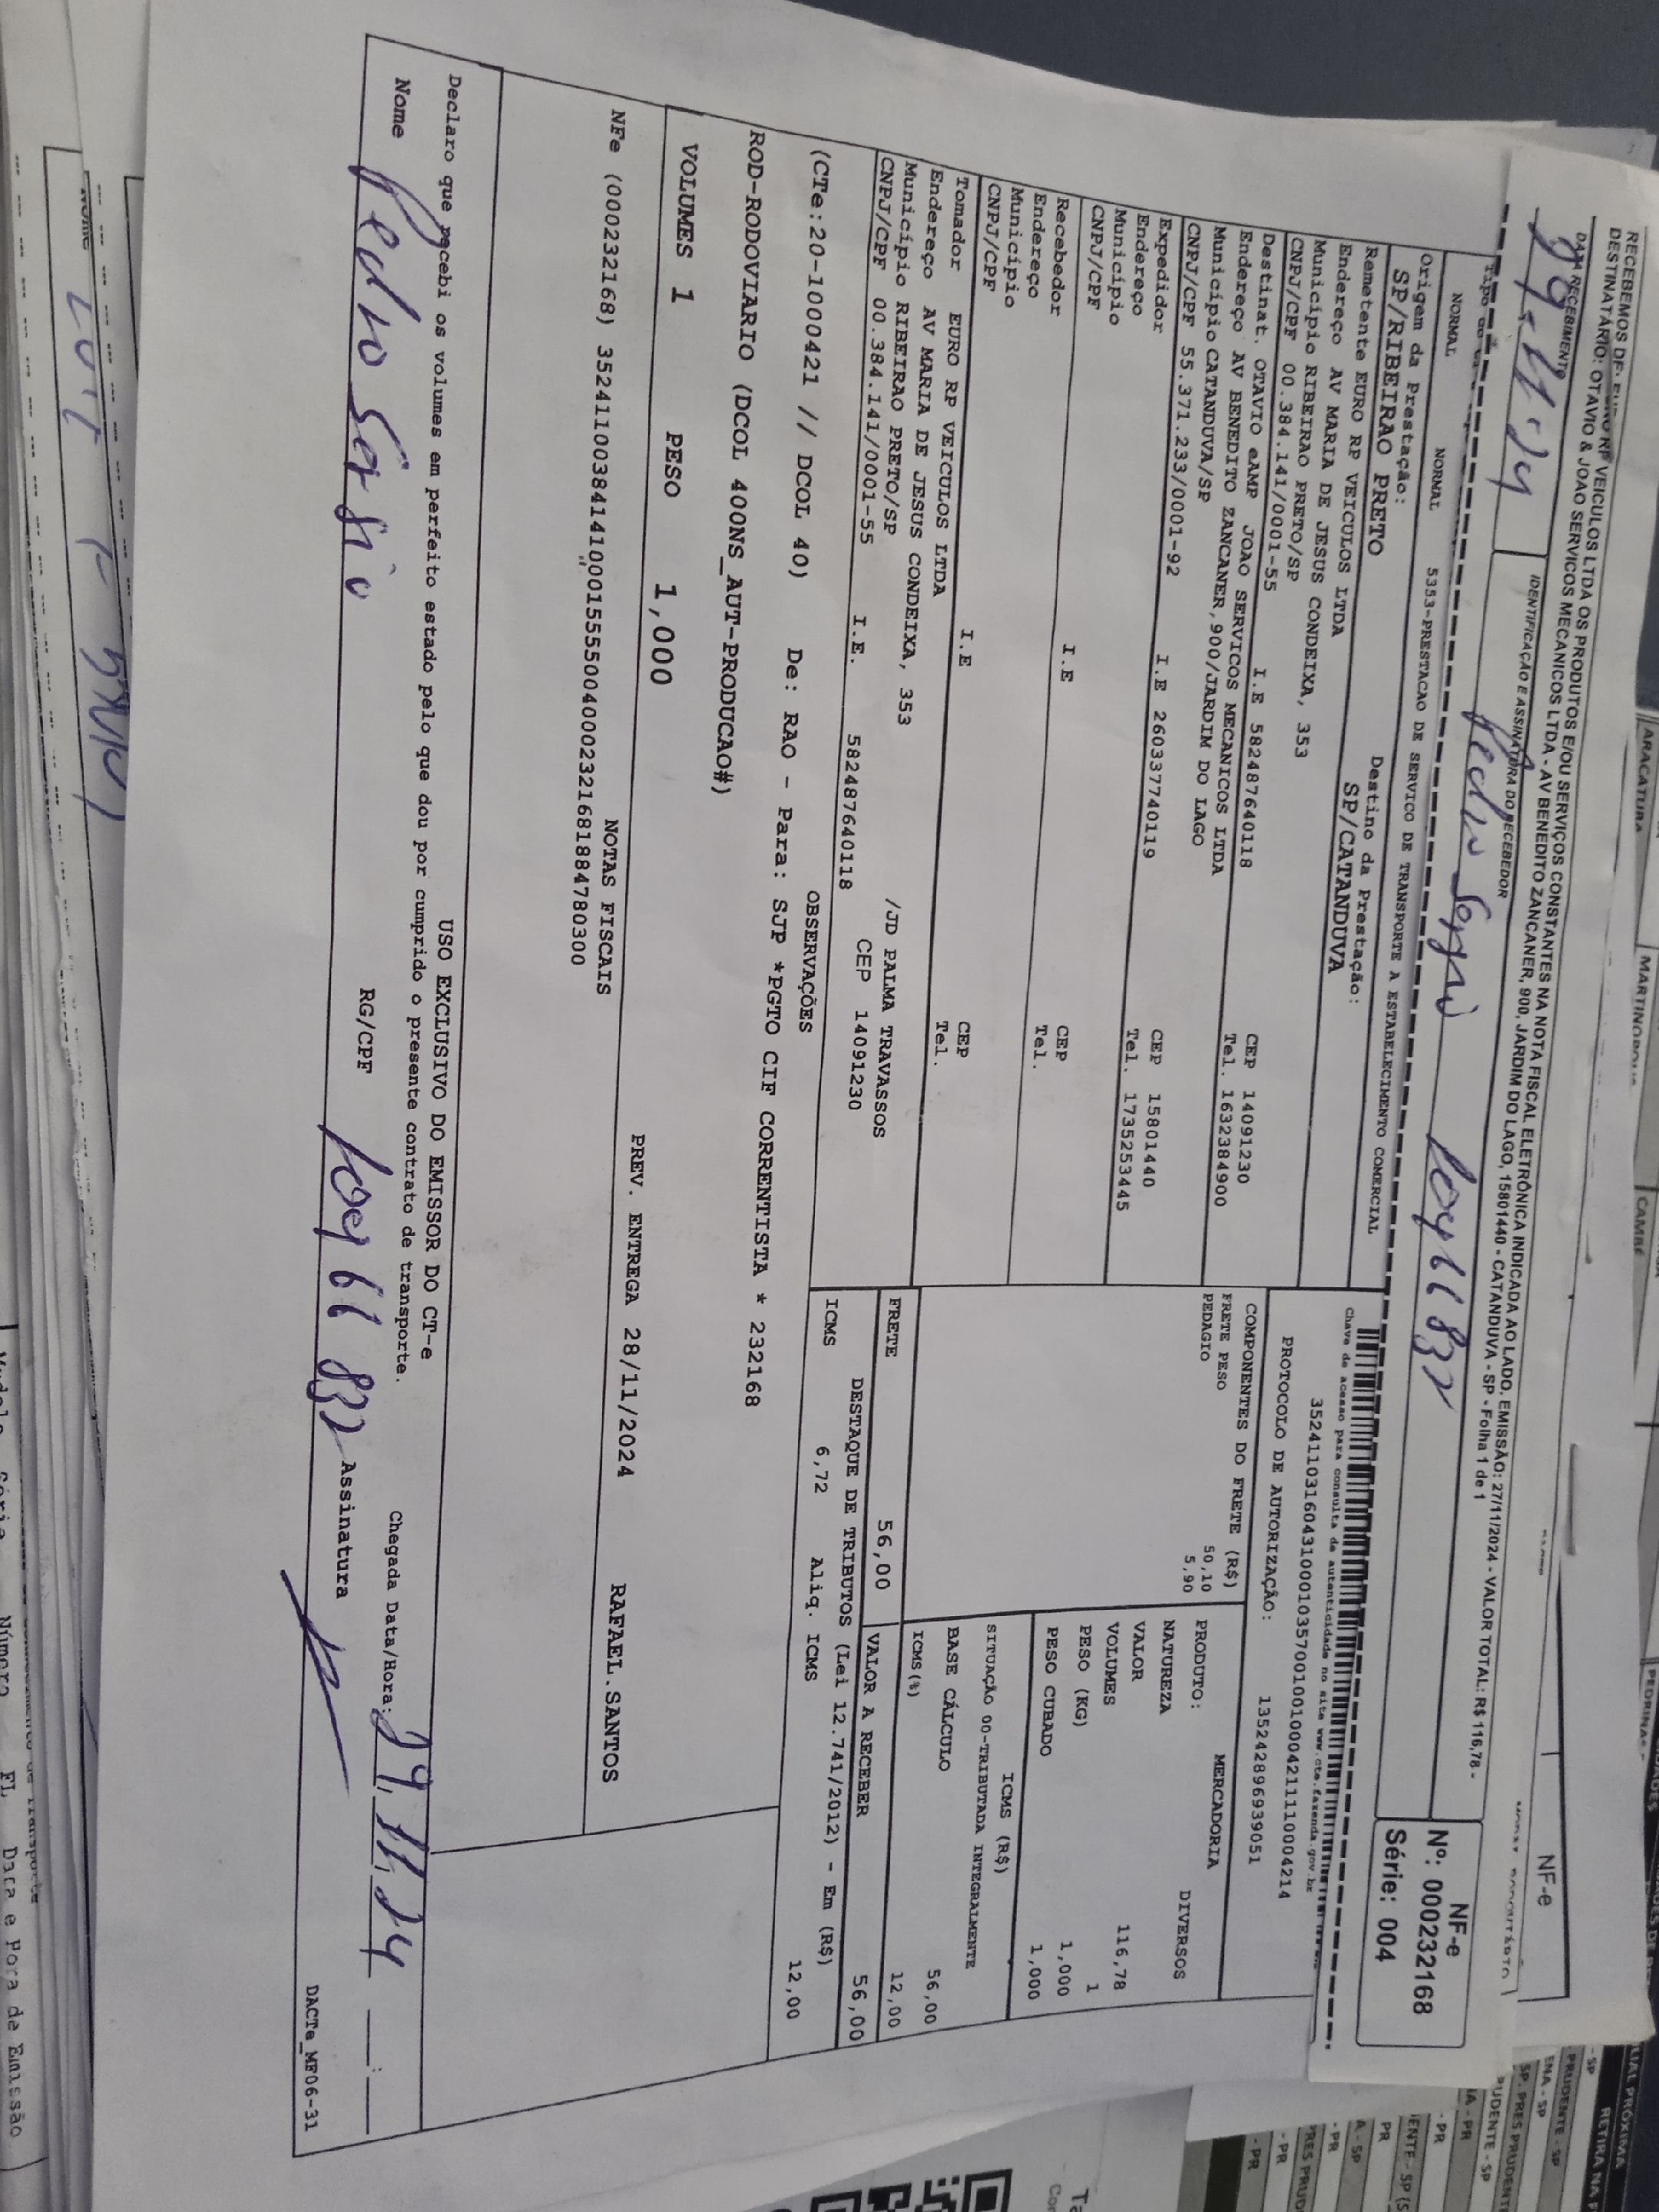 RECEBEMOS DE: EURO RP VEICULOS LTDA OS PRODUTOS E/OU SERVIÇOS CONSTANTES NA NOTA FISCAL ELETRÔNICA INDICADA AO LADO. EMISSÃO: 27/11/2024 - VALOR TOTAL: R$ 116,78 -
DESTINATÁRIO: OTAVIO & JOAO SERVICOS MECANICOS LTDA - AV BENEDITO ZANCANER, 900, JARDIM DO LAGO, 15801440 - CATANDUVA - SP - Folha 1 de 1
DATA RECEBIMENTO
IDENTIFICAÇÃO E ASSINATURA DO RECEBEDOR
29-11-24 Pedro Sergio
NF-e
Nº: 000232168
Série: 004
NORMAL NORMAL 5353-PRESTACAO DE SERVICO DE TRANSPORTE A ESTABELECIMENTO COMERCIAL
Origem da Prestação: Destino da Prestação:
SP/RIBEIRAO PRETO SP/CATANDUVA
Chave de acesso para consulta de autenticidade no site www.cte.fazenda.gov.br
PROTOCOLO DE AUTORIZAÇÃO: 135242896939051
Remetente EURO RP VEICULOS LTDA
Endereço AV MARIA DE JESUS CONDEIXA, 353
Município RIBEIRAO PRETO/SP CEP 14091230
CNPJ/CPF 00.384.141/0001-55 I.E 582487640118 Tel. 1632384900
Destinat. OTAVIO eAMP JOAO SERVICOS MECANICOS LTDA
Endereço AV BENEDITO ZANCANER,900/JARDIM DO LAGO
Município CATANDUVA/SP CEP 15801440
CNPJ/CPF 55.371.233/0001-92 I.E 260337740119 Tel. 1735253445
Expedidor
Endereço
Município CEP
CNPJ/CPF I.E Tel.
Recebedor
Endereço
Município CEP
CNPJ/CPF I.E Tel.
Tomador EURO RP VEICULOS LTDA
Endereço AV MARIA DE JESUS CONDEIXA, 353 /JD PALMA TRAVASSOS
Município RIBEIRAO PRETO/SP CEP 14091230
CNPJ/CPF 00.384.141/0001-55 I.E. 582487640118
COMPONENTES DO FRETE (R$)
FRETE PESO 50,10
PEDAGIO 5,90
MERCADORIA
PRODUTO: DIVERSOS
NATUREZA
VALOR 116,78
VOLUMES 1
PESO (KG) 1,000
PESO CUBADO 1,000
ICMS (R$)
SITUAÇÃO 00-TRIBUTADA INTEGRALMENTE
BASE CÁLCULO 56,00
ICMS(%) 12,00
FRETE 56,00 VALOR A RECEBER 56,00
DESTAQUE DE TRIBUTOS (Lei 12.741/2012) - Em (R$)
ICMS 6,72 Aliq. ICMS 12,00
OBSERVAÇÕES
(CTe:20-1000421 // DCOL 40) De: RAO - Para: SJP *PGTO CIF CORRENTISTA * 232168
ROD-RODOVIARIO (DCOL 400NS_AUT-PRODUCAO#)
VOLUMES 1 PESO 1,000 PREV. ENTREGA 28/11/2024 RAFAEL.SANTOS
NOTAS FISCAIS
NFe (000232168) 35241100384141000155550040002321681884780300
USO EXCLUSIVO DO EMISSOR DO CT-e
Declaro que recebi os volumes em perfeito estado pelo que dou por cumprido o presente contrato de transporte.
Chegada Data/Hora: 29/11/24 __:__
Nome Pedro Sergio RG/CPF Assinatura
DACTe_MF06-31
ARACATUBA
CAMBE
NF-e